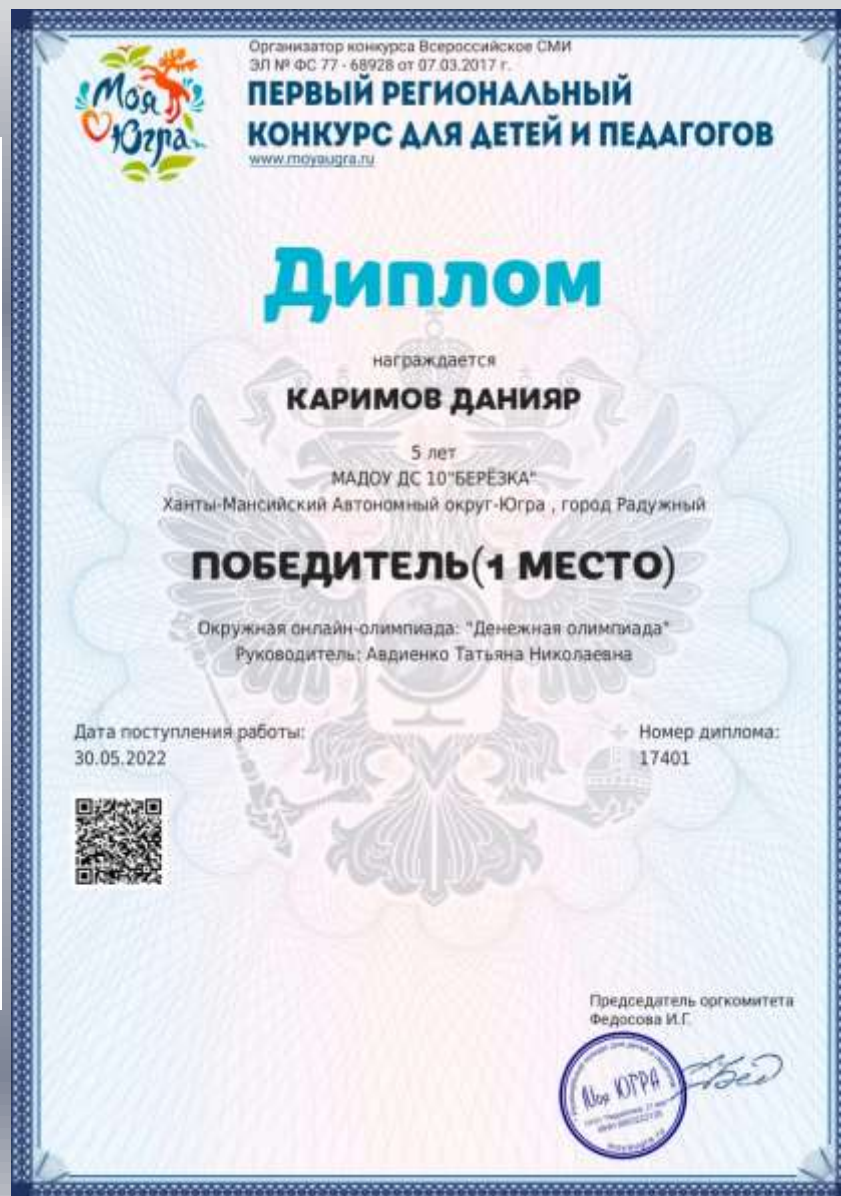 Моя Югра
Организатор конкурса Всероссийское СМИ
ЭЛ № ФС 77 - 68928 от 07.03.2017 г.
ПЕРВЫЙ РЕГИОНАЛЬНЫЙ
КОНКУРС ДЛЯ ДЕТЕЙ И ПЕДАГОГОВ
www.moyaugra.ru
Диплом
награждается
КАРИМОВ ДАНИЯР
5 лет
МАДОУ ДС 10"БЕРЁЗКА"
Ханты-Мансийский Автономный округ-Югра , город Радужный
ПОБЕДИТЕЛЬ(1 МЕСТО)
Окружная онлайн-олимпиада: "Денежная олимпиада"
Руководитель: Авдиенко Татьяна Николаевна
Дата поступления работы:
30.05.2022
Номер диплома:
17401
Председатель оргкомитета
Федосова И.Г.
Моя ЮГРА